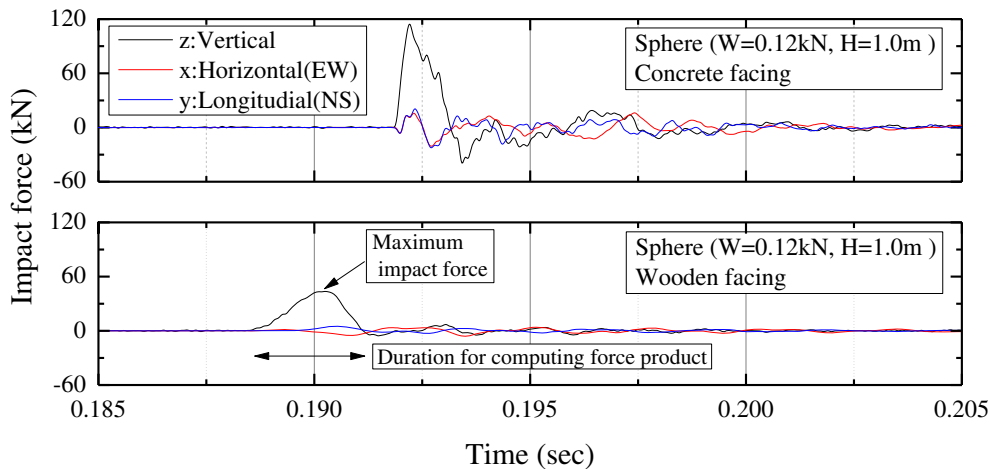 120
60
0
-60
z:Vertical
x:Horizontal(EW)
y:Longitudial(NS)
Sphere (W=0.12kN, H=1.0m )
Concrete facing
Impact force (kN)
120
60
0
-60
Maximum
impact force
Sphere (W=0.12kN, H=1.0m )
Wooden facing
Duration for computing force product
0.185
0.190
0.195
0.200
0.205
Time (sec)